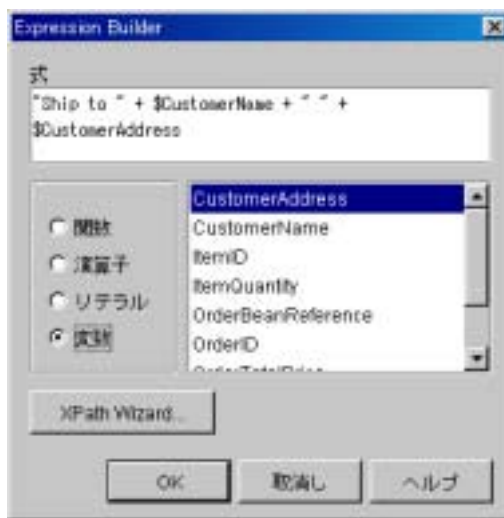 Expression Builder
式
"Ship to " + $CustomerName + " " +
$CustomerAddress
関数
演算子
リテラル
変数
CustomerAddress
CustomerName
ItemID
ItemQuantity
OrderBeanReference
OrderID
OrderTotalPrice
XPath Wizard...
OK
取消し
ヘルプ